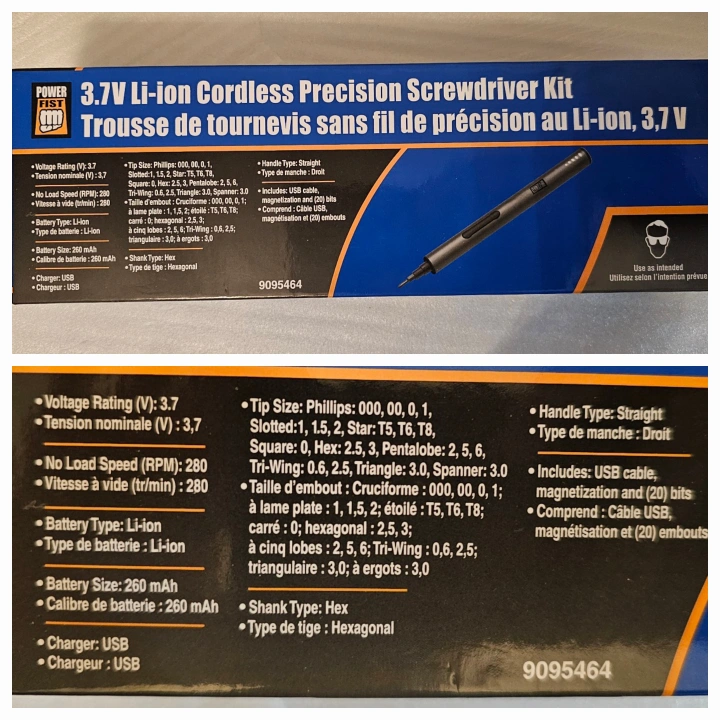 POWER
FIST
3.7V Li-ion Cordless Precision Screwdriver Kit
Trousse de tournevis sans fil de précision au Li-ion, 3,7 V
• Voltage Rating (V): 3.7
• Tension nominale (V) : 3,7
• No Load Speed (RPM): 280
• Vitesse à vide (tr/min) : 280
• Battery Type: Li-ion
• Type de batterie : Li-ion
• Battery Size: 260 mAh
• Calibre de batterie : 260 mAh
• Charger: USB
• Chargeur : USB
• Tip Size: Phillips: 000, 00, 0, 1,
Slotted:1, 1.5, 2, Star: T5, T6, T8,
Square: 0, Hex: 2.5, 3, Pentalobe: 2, 5, 6,
Tri-Wing: 0.6, 2.5, Triangle: 3.0, Spanner: 3.0
• Taille d'embout : Cruciforme : 000, 00, 0, 1;
à lame plate : 1, 1,5, 2; étoilé : T5, T6, T8;
carré : 0; hexagonal : 2,5, 3;
à cinq lobes : 2, 5, 6; Tri-Wing : 0,6, 2,5;
triangulaire : 3,0; à ergots : 3,0
• Shank Type: Hex
• Type de tige : Hexagonal
• Handle Type: Straight
• Type de manche : Droit
• Includes: USB cable,
magnetization and (20) bits
• Comprend : Câble USB,
magnétisation et (20) embouts
9095464
Use as intended
Utilisez selon l'intention prévue
• Voltage Rating (V): 3.7
• Tension nominale (V) : 3,7
• No Load Speed (RPM): 280
• Vitesse à vide (tr/min) : 280
• Battery Type: Li-ion
• Type de batterie : Li-ion
• Battery Size: 260 mAh
• Calibre de batterie : 260 mAh
• Charger: USB
• Chargeur : USB
• Tip Size: Phillips: 000, 00, 0, 1,
Slotted:1, 1.5, 2, Star: T5, T6, T8,
Square: 0, Hex: 2.5, 3, Pentalobe: 2, 5, 6,
Tri-Wing: 0.6, 2.5, Triangle: 3.0, Spanner: 3.0
• Taille d'embout : Cruciforme : 000, 00, 0, 1;
à lame plate : 1, 1,5, 2; étoilé : T5, T6, T8;
carré : 0; hexagonal : 2,5, 3;
à cinq lobes : 2, 5, 6; Tri-Wing : 0,6, 2,5;
triangulaire : 3,0; à ergots : 3,0
• Shank Type: Hex
• Type de tige : Hexagonal
• Handle Type: Straight
• Type de manche : Droit
• Includes: USB cable,
magnetization and (20) bits
• Comprend : Câble USB,
magnétisation et (20) embouts
9095464